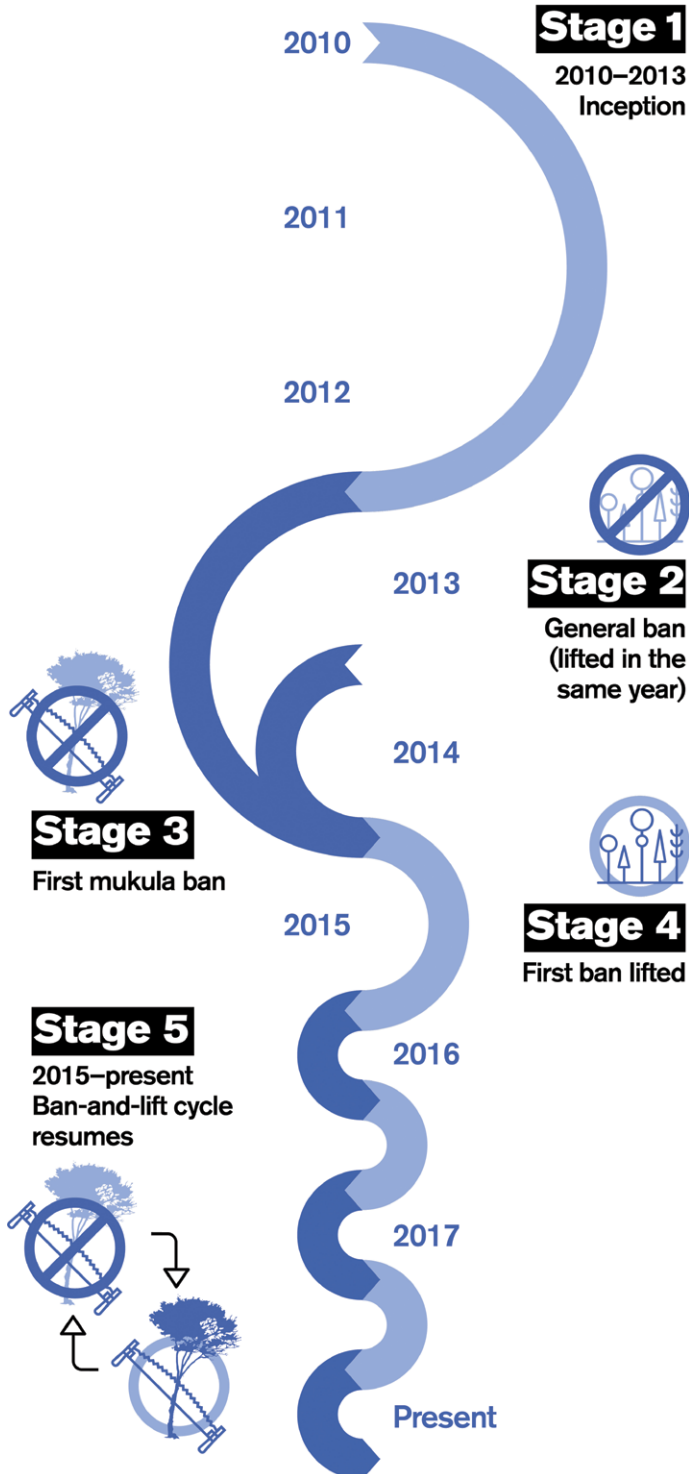 2010
Stage 1
2010–2013
Inception
2011
2012
2013
Stage 2
General ban
(lifted in the
same year)
2014
Stage 3
First mukula ban
2015
Stage 4
First ban lifted
Stage 5
2015–present
Ban-and-lift cycle
resumes
2016
2017
Present